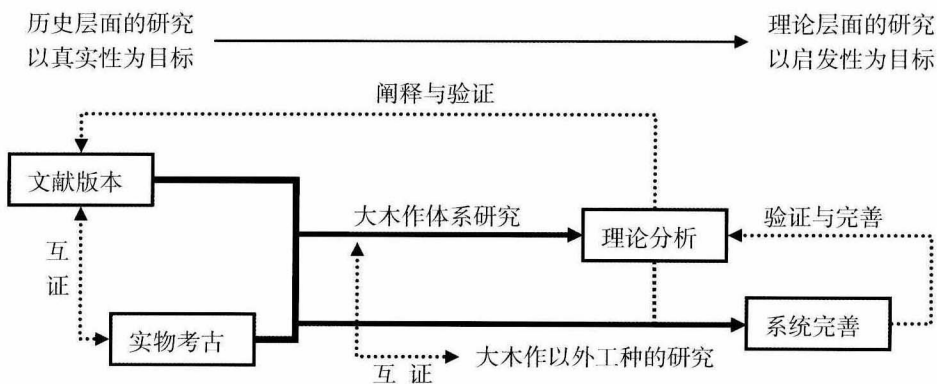 历史层面的研究
以真实性为目标
理论层面的研究
以启发性为目标
阐释与验证
文献版本
大木作体系研究
理论分析
验证与完善
互
证
实物考古
系统完善
大木作以外工种的研究
互 证